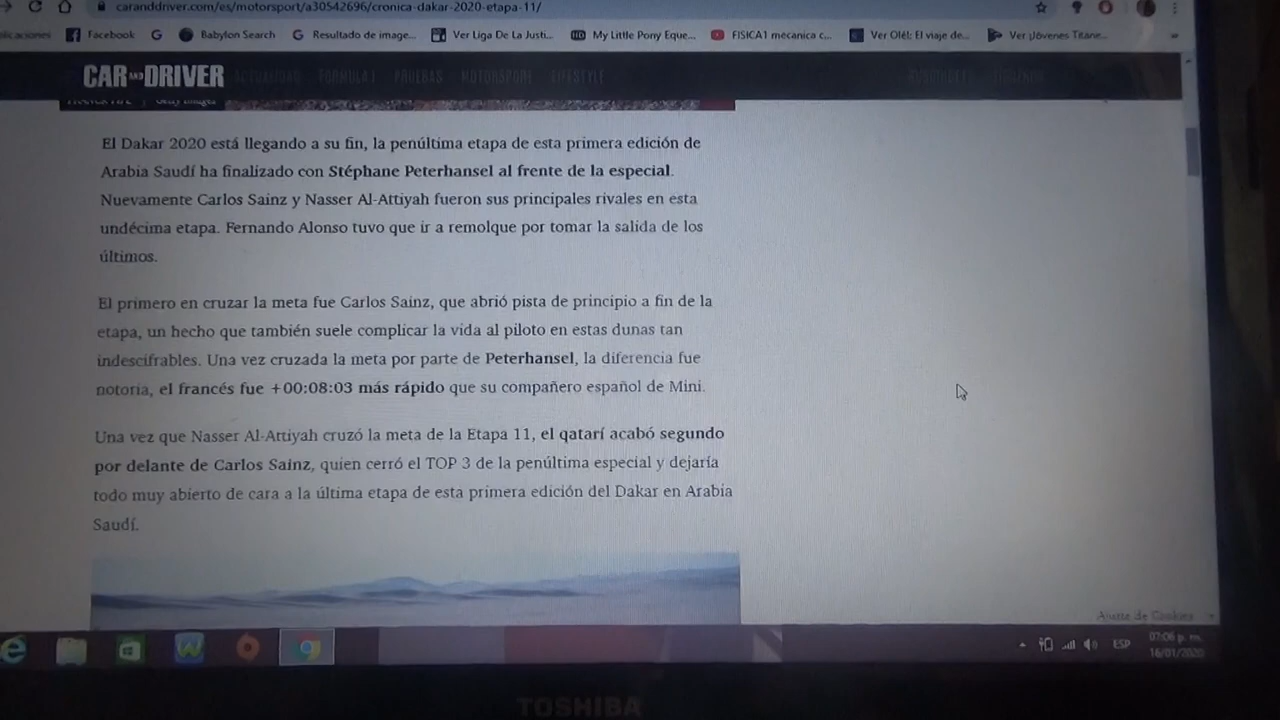 caranddriver.com/es/motorsport/a30542696/cronica-dakar-2020-etapa-11/
Facebook
Babylon Search
Resultado de image...
Ver Liga De La Justi...
My Little Pony Eque...
FISICA1 mecanica c...
Ver Olé!: El viaje de...
Ver ¡Jóvenes Titane...
CAR AND DRIVER ACTUALIDAD FORMULA 1 PRUEBAS MOTORSPORT LIFESTYLE
Getty Images
El Dakar 2020 está llegando a su fin, la penúltima etapa de esta primera edición de
Arabia Saudí ha finalizado con Stéphane Peterhansel al frente de la especial.
Nuevamente Carlos Sainz y Nasser Al-Attiyah fueron sus principales rivales en esta
undécima etapa. Fernando Alonso tuvo que ir a remolque por tomar la salida de los
últimos.
El primero en cruzar la meta fue Carlos Sainz, que abrió pista de principio a fin de la
etapa, un hecho que también suele complicar la vida al piloto en estas dunas tan
indescifrables. Una vez cruzada la meta por parte de Peterhansel, la diferencia fue
notoria, el francés fue +00:08:03 más rápido que su compañero español de Mini.
Una vez que Nasser Al-Attiyah cruzó la meta de la Etapa 11, el qatarí acabó segundo
por delante de Carlos Sainz, quien cerró el TOP 3 de la penúltima especial y dejaría
todo muy abierto de cara a la última etapa de esta primera edición del Dakar en Arabia
Saudí.
Ajuste de Cookies
ESP
07:06 p. m.
16/01/2020
TOSHIBA